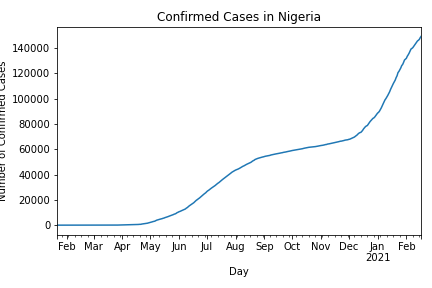 Confirmed Cases in Nigeria
Number of Confirmed Cases
140000
120000
100000
80000
60000
40000
20000
0
Feb Mar Apr May Jun Jul Aug Sep Oct Nov Dec Jan Feb
2021
Day